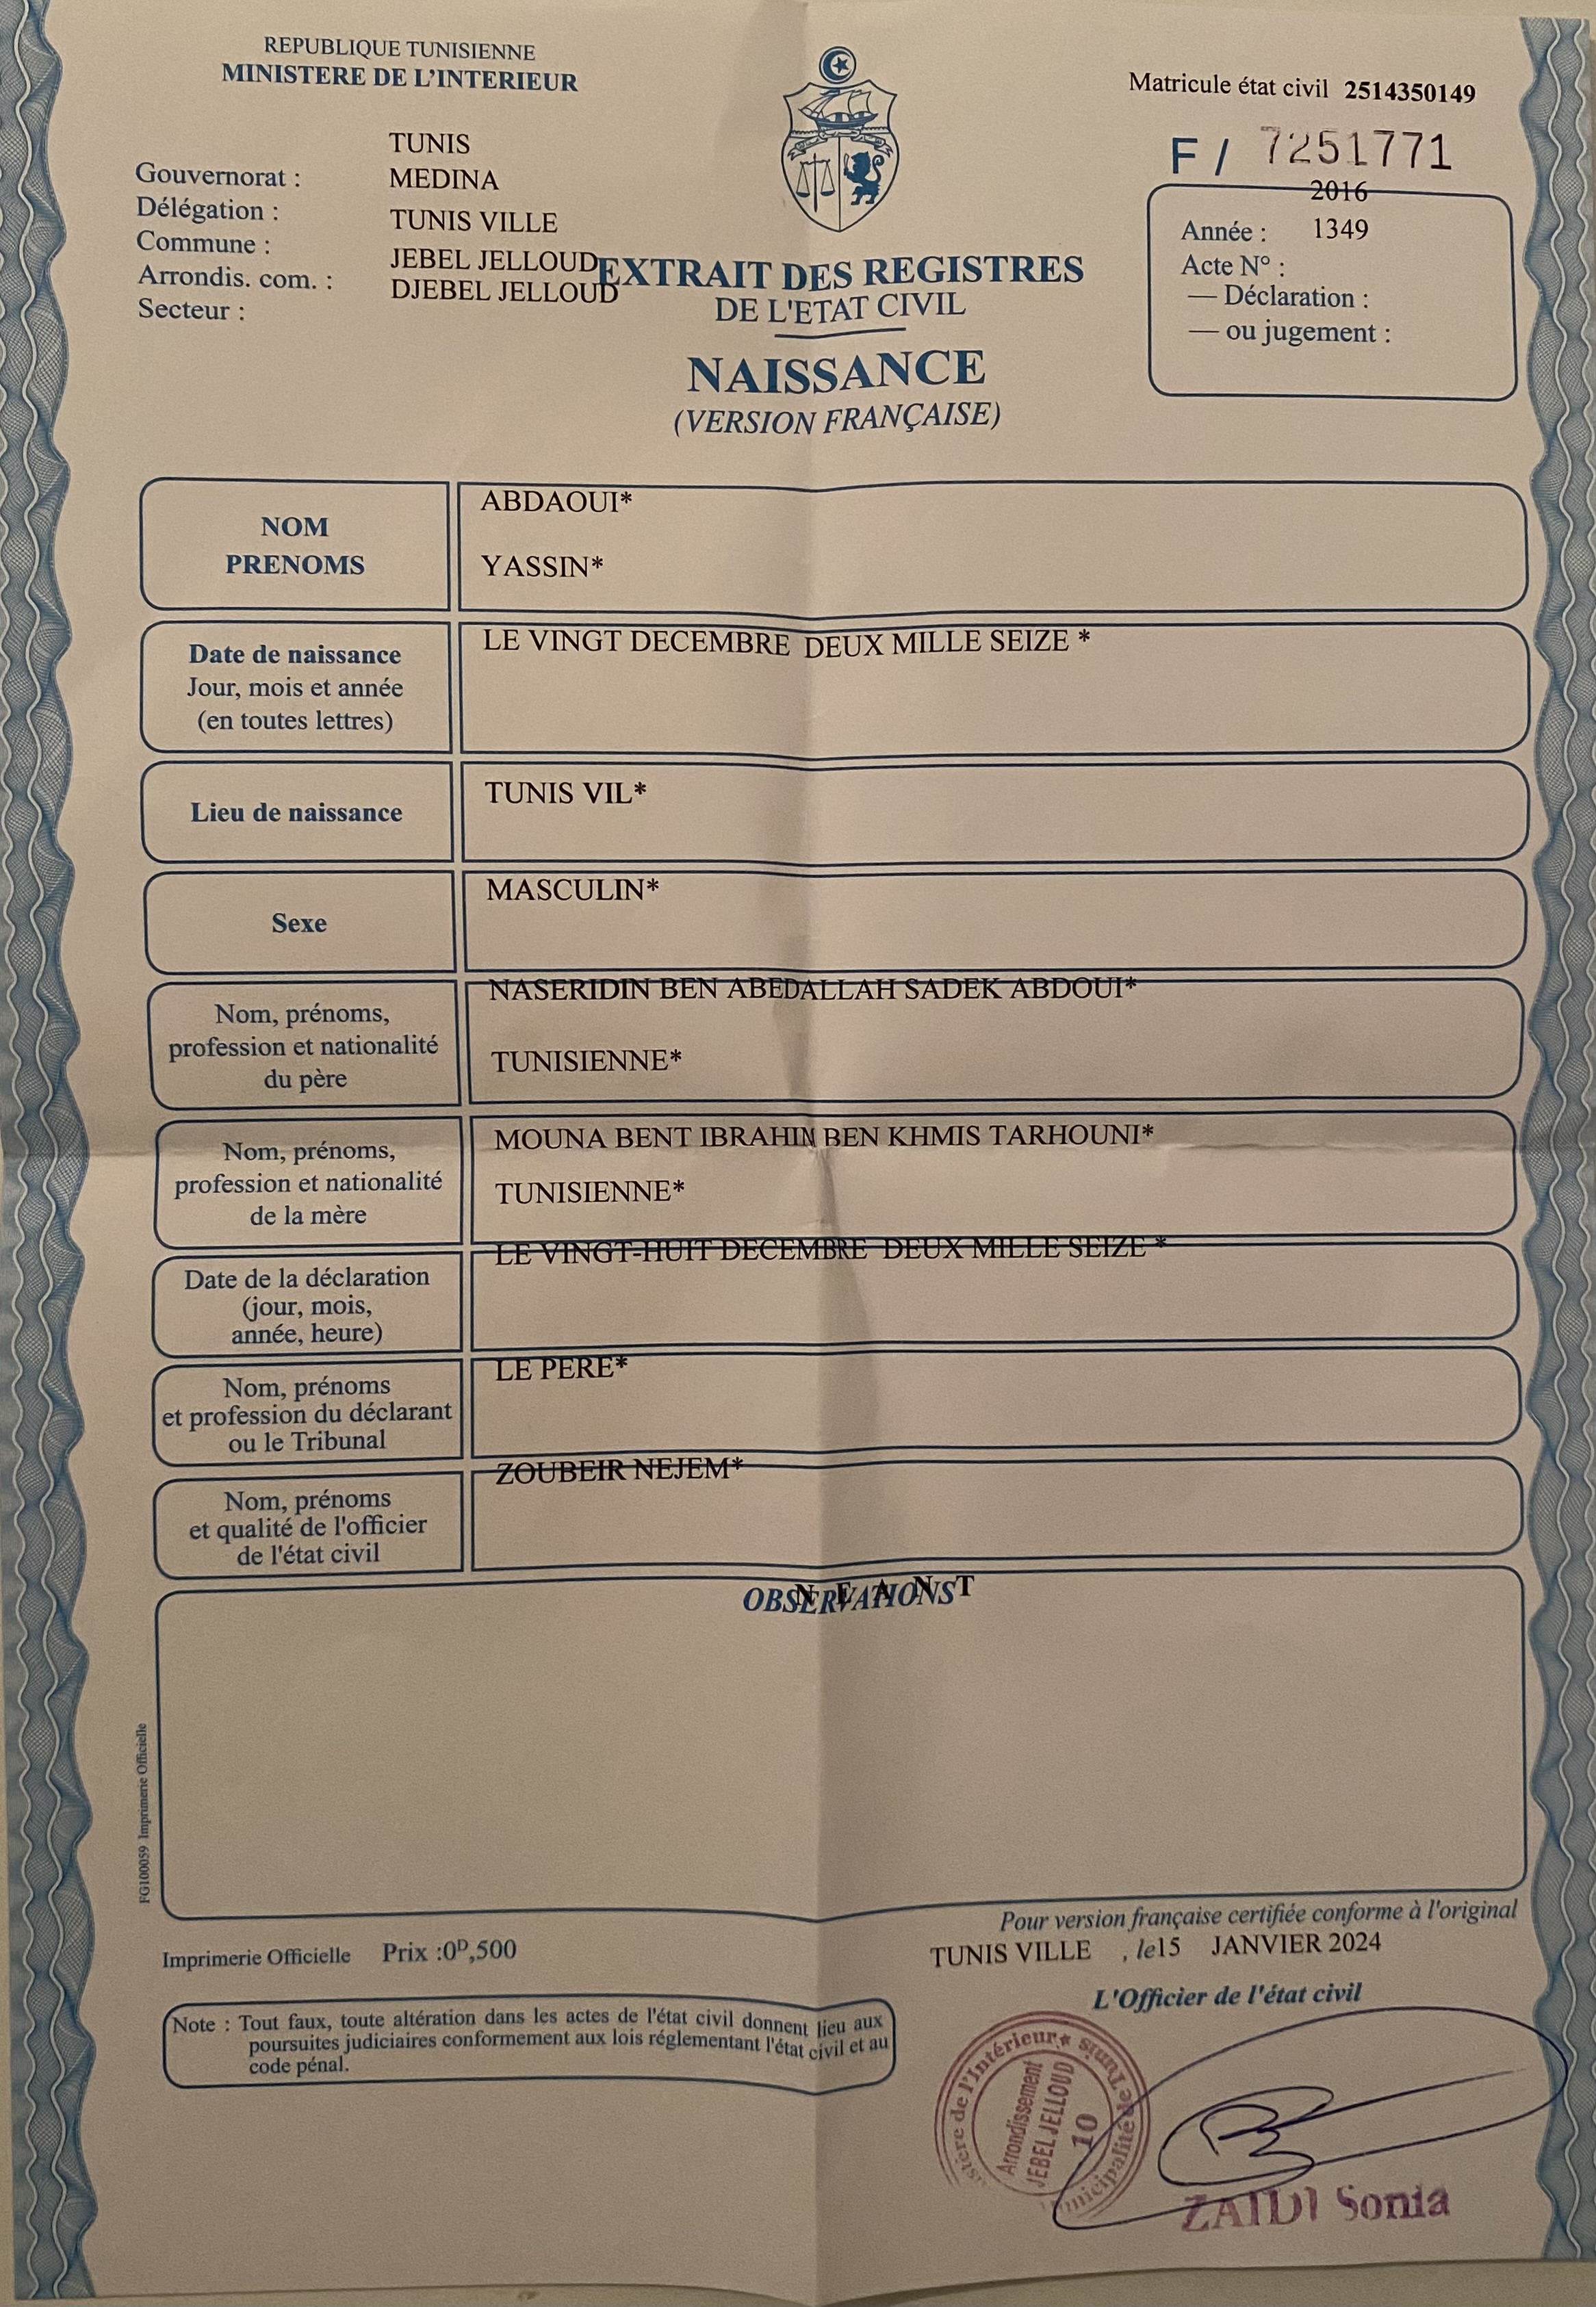 REPUBLIQUE TUNISIENNE
MINISTERE DE L'INTERIEUR
Matricule état civil 2514350149
F / 7251771
TUNIS
Gouvernorat : MEDINA
Délégation : TUNIS VILLE
Commune : JEBEL JELLOUD
Arrondis. com. : DJEBEL JELLOUD
Secteur :
2016
Année : 1349
Acte N° :
— Déclaration :
— ou jugement :
EXTRAIT DES REGISTRES
DE L'ETAT CIVIL
NAISSANCE
(VERSION FRANÇAISE)
NOM
PRENOMS
ABDAOUI*
YASSIN*
Date de naissance
Jour, mois et année
(en toutes lettres)
LE VINGT DECEMBRE DEUX MILLE SEIZE *
Lieu de naissance
TUNIS VIL*
Sexe
MASCULIN*
Nom, prénoms,
profession et nationalité
du père
NASERIDIN BEN ABEDALLAH SADEK ABDOUI*
TUNISIENNE*
Nom, prénoms,
profession et nationalité
de la mère
MOUNA BENT IBRAHIN BEN KHMIS TARHOUNI*
TUNISIENNE*
Date de la déclaration
(jour, mois,
année, heure)
LE VINGT-HUIT DECEMBRE DEUX MILLE SEIZE *
Nom, prénoms
et profession du déclarant
ou le Tribunal
LE PERE*
Nom, prénoms
et qualité de l'officier
de l'état civil
ZOUBEIR NEJEM*
OBSERVATIONS
N E A N T
FG100059 Imprimerie Officielle
Pour version française certifiée conforme à l'original
Imprimerie Officielle Prix :0D,500
TUNIS VILLE , le15 JANVIER 2024
L'Officier de l'état civil
Note : Tout faux, toute altération dans les actes de l'état civil donnent lieu aux
poursuites judiciaires conformement aux lois réglementant l'état civil et au
code pénal.
de l'Intérieur * Municipalité de Tunis
Arrondissement
JEBEL JELLOUD
10
ZAIDI Sonia